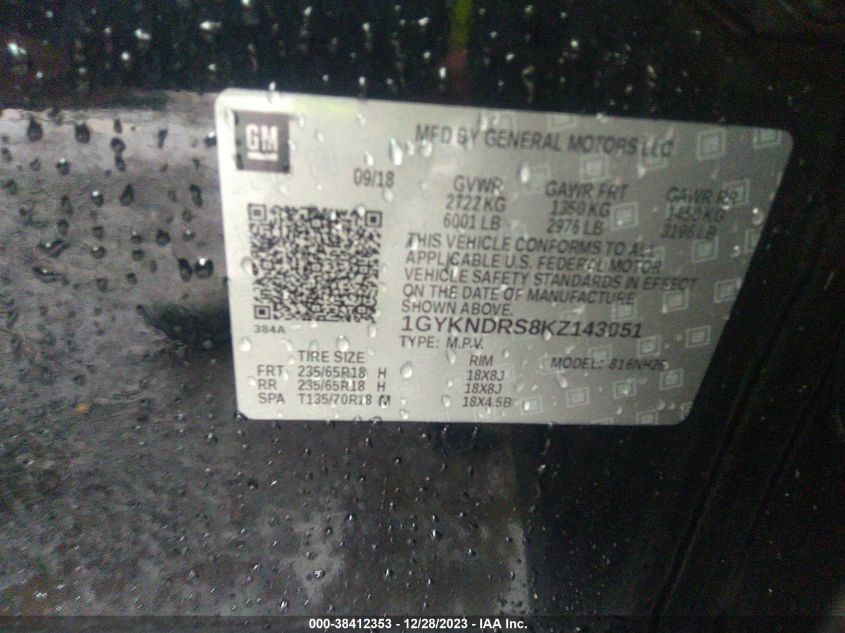 GM
MFD BY GENERAL MOTORS LLC
09/18
GVWR GAWR FRT GAWR RR
2722 KG 1350 KG 1450 KG
6001 LB 2976 LB 3196 LB
THIS VEHICLE CONFORMS TO ALL
APPLICABLE U.S. FEDERAL MOTOR
VEHICLE SAFETY STANDARDS IN EFFECT
ON THE DATE OF MANUFACTURE
SHOWN ABOVE.
1GYKNDRS8KZ143051
384A
TYPE: M.P.V.
MODEL:
TIRE SIZE RIM
FRT 235/65R18 H 18X8J
RR 235/65R18 H 18X8J
SPA T135/70R18 M 18X4.5B
000-38412353 - 12/28/2023 - IAA Inc.